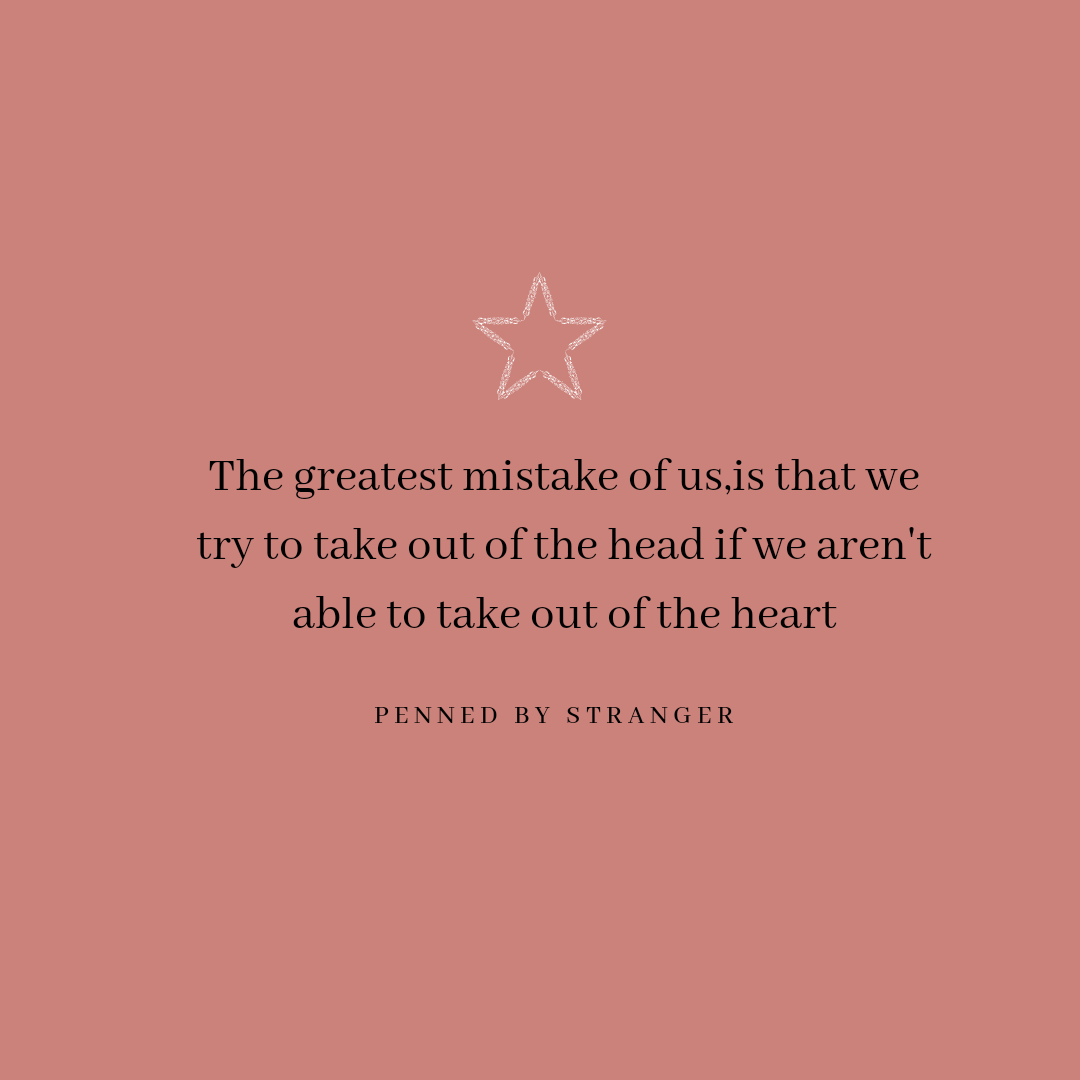 The greatest mistake of us,is that we
try to take out of the head if we aren't
able to take out of the heart
PENNED BY STRANGER